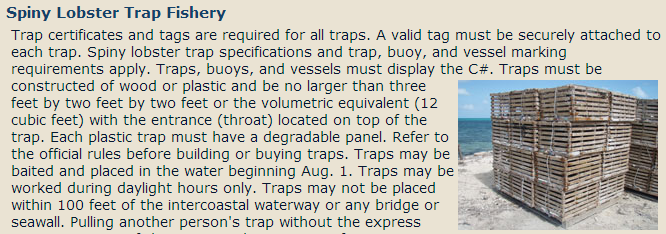 Spiny Lobster Trap Fishery
Trap certificates and tags are required for all traps. A valid tag must be securely attached to
each trap. Spiny lobster trap specifications and trap, buoy, and vessel marking
requirements apply. Traps, buoys, and vessels must display the C#. Traps must be
constructed of wood or plastic and be no larger than three
feet by two feet by two feet or the volumetric equivalent (12
cubic feet) with the entrance (throat) located on top of the
trap. Each plastic trap must have a degradable panel. Refer to
the official rules before building or buying traps. Traps may be
baited and placed in the water beginning Aug. 1. Traps may be
worked during daylight hours only. Traps may not be placed
within 100 feet of the intercoastal waterway or any bridge or
seawall. Pulling another person's trap without the express